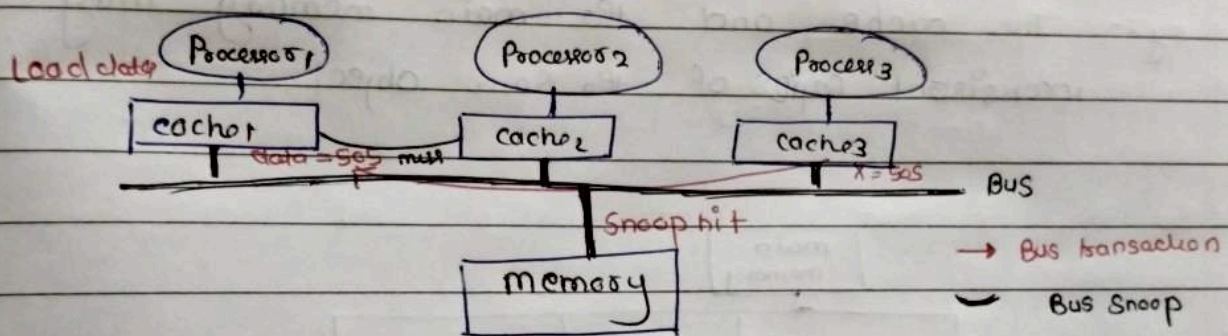 Processor1 Processor2 Process3
Load data
cache1 cache2 cache3
data = 505 miss X = 505
BUS
Snoop hit
→ Bus transaction
memory
Bus Snoop